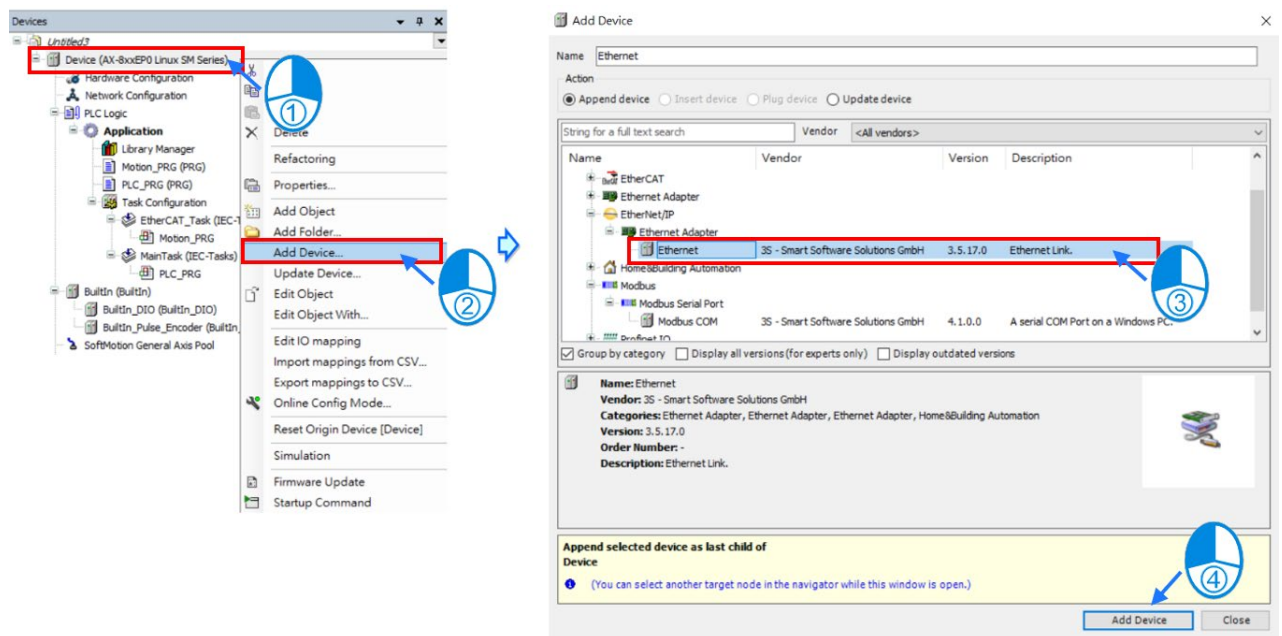 Devices
Untitled3
Device (AX-8xxEP0 Linux SM Series)
Hardware Configuration
Network Configuration
PLC Logic
Application
Library Manager
Motion_PRG (PRG)
PLC_PRG (PRG)
Task Configuration
EtherCAT_Task (IEC-T
Motion_PRG
MainTask (IEC-Tasks)
PLC_PRG
BuiltIn (BuiltIn)
BuiltIn_DIO (BuiltIn_DIO)
BuiltIn_Pulse_Encoder (BuiltIn_
SoftMotion General Axis Pool
①
Delete
Refactoring
Properties...
Add Object
Add Folder...
Add Device...
Update Device...
②
Edit Object
Edit Object With...
Edit IO mapping
Import mappings from CSV...
Export mappings to CSV...
Online Config Mode...
Reset Origin Device [Device]
Simulation
Firmware Update
Startup Command
Add Device
Name Ethernet
Action
Append device Insert device Plug device Update device
String for a full text search Vendor <All vendors>
Name Vendor Version Description
EtherCAT
Ethernet Adapter
EtherNet/IP
Ethernet Adapter
Ethernet 3S - Smart Software Solutions GmbH 3.5.17.0 Ethernet Link.
Home&Building Automation
③
Modbus
Modbus Serial Port
Modbus COM 3S - Smart Software Solutions GmbH 4.1.0.0 A serial COM Port on a Windows PC.
Profinet IO
Group by category Display all versions (for experts only) Display outdated versions
Name: Ethernet
Vendor: 3S - Smart Software Solutions GmbH
Categories: Ethernet Adapter, Ethernet Adapter, Ethernet Adapter, Home&Building Automation
Version: 3.5.17.0
Order Number: -
Description: Ethernet Link.
Append selected device as last child of
Device
(You can select another target node in the navigator while this window is open.)
④
Add Device Close